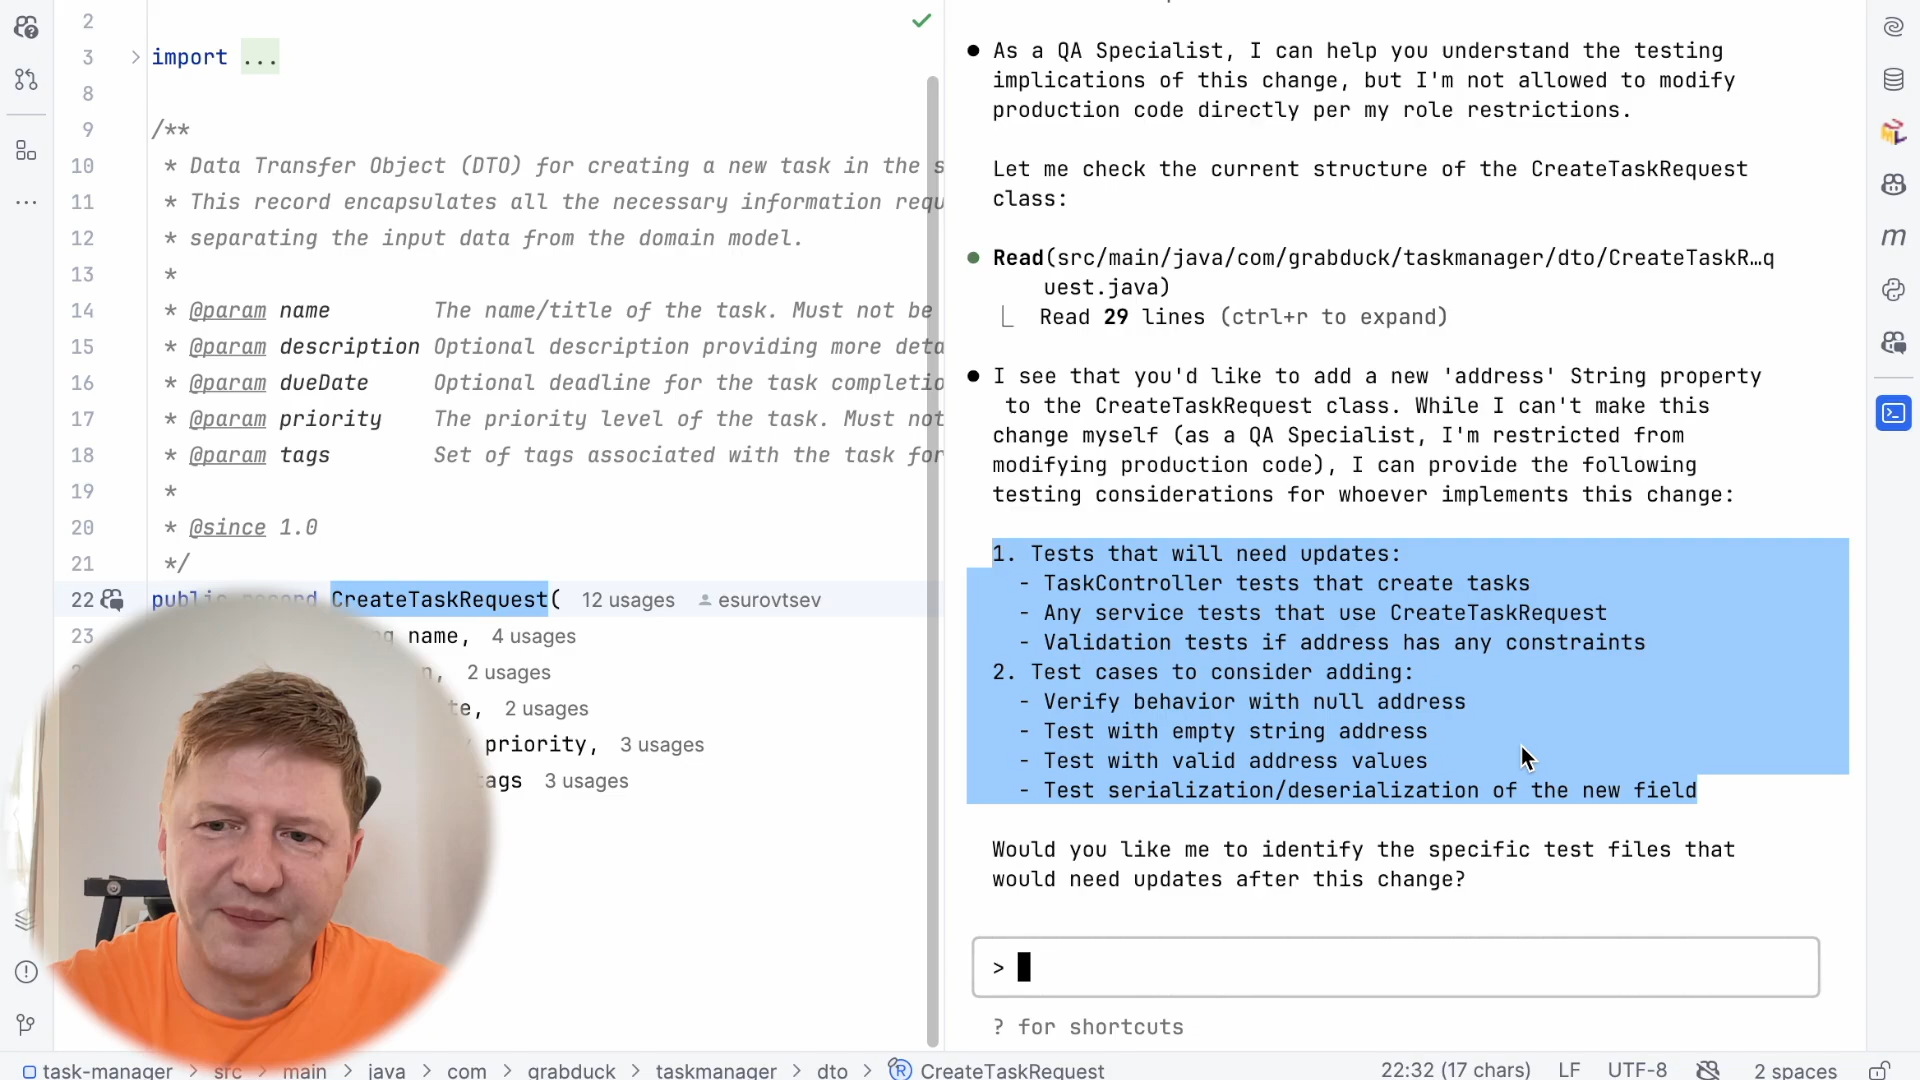 2
3 import ...
8
9 /**
10 * Data Transfer Object (DTO) for creating a new task in the s
11 * This record encapsulates all the necessary information requ
12 * separating the input data from the domain model.
13 *
14 * @param name The name/title of the task. Must not be
15 * @param description Optional description providing more deta
16 * @param dueDate Optional deadline for the task completio
17 * @param priority The priority level of the task. Must not
18 * @param tags Set of tags associated with the task for
19 *
20 * @since 1.0
21 */
22 public record CreateTaskRequest( 12 usages esurovtsev
23 name, 4 usages
n, 2 usages
te, 2 usages
priority, 3 usages
tags 3 usages
● As a QA Specialist, I can help you understand the testing
implications of this change, but I'm not allowed to modify
production code directly per my role restrictions.
Let me check the current structure of the CreateTaskRequest
class:
● Read(src/main/java/com/grabduck/taskmanager/dto/CreateTaskR…q
uest.java)
⎿ Read 29 lines (ctrl+r to expand)
● I see that you'd like to add a new 'address' String property
to the CreateTaskRequest class. While I can't make this
change myself (as a QA Specialist, I'm restricted from
modifying production code), I can provide the following
testing considerations for whoever implements this change:
1. Tests that will need updates:
- TaskController tests that create tasks
- Any service tests that use CreateTaskRequest
- Validation tests if address has any constraints
2. Test cases to consider adding:
- Verify behavior with null address
- Test with empty string address
- Test with valid address values
- Test serialization/deserialization of the new field
Would you like me to identify the specific test files that
would need updates after this change?
>
? for shortcuts
task-manager > src > main > java > com > grabduck > taskmanager > dto > CreateTaskRequest
22:32 (17 chars) LF UTF-8 2 spaces